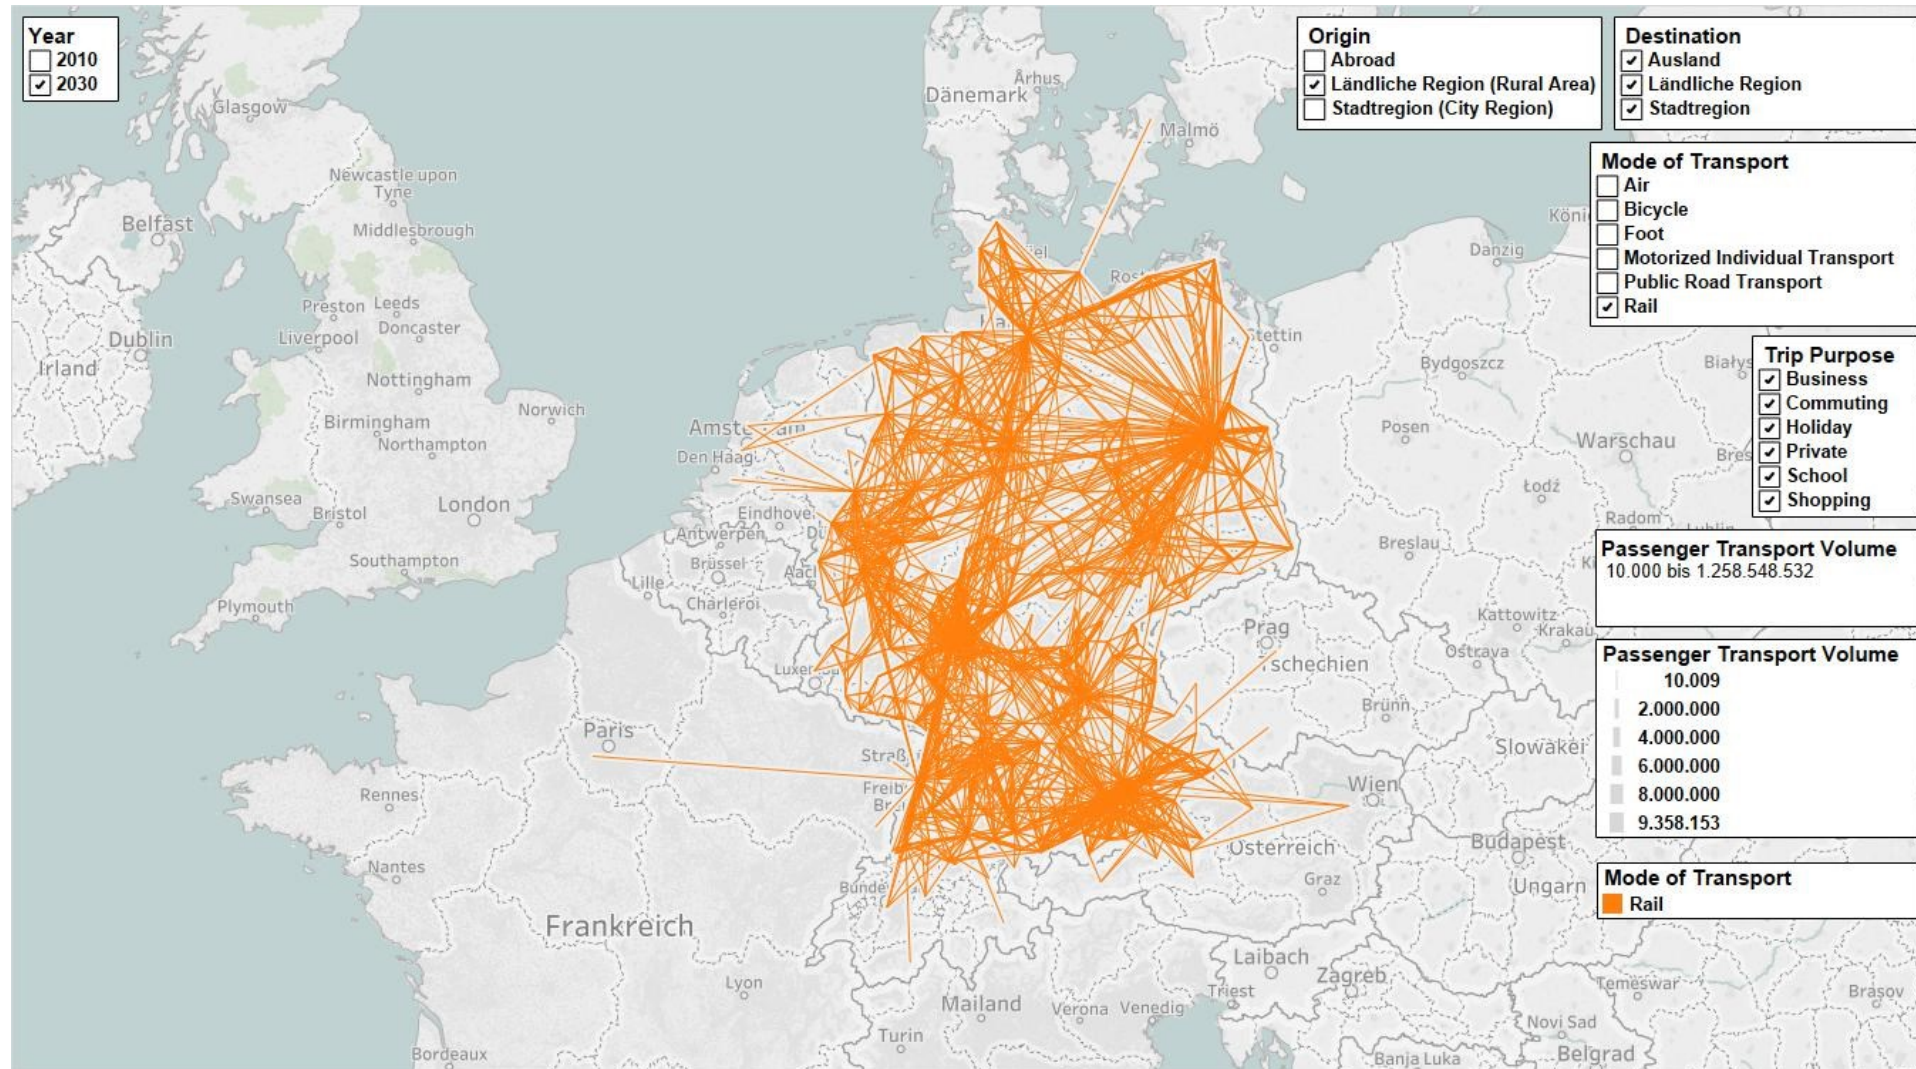 Year
2010
2030
Origin
Abroad
Ländliche Region (Rural Area)
Stadtregion (City Region)
Destination
Ausland
Ländliche Region
Stadtregion
Mode of Transport
Air
Bicycle
Foot
Motorized Individual Transport
Public Road Transport
Rail
Trip Purpose
Business
Commuting
Holiday
Private
School
Shopping
Passenger Transport Volume
10.000 bis 1.258.548.532
Passenger Transport Volume
10.009
2.000.000
4.000.000
6.000.000
8.000.000
9.358.153
Mode of Transport
Rail
Glasgow
Århus
Dänemark
Malmö
Newcastle upon
Tyne
Belfast
Middlesbrough
Danzig
Preston
Leeds
Liverpool
Doncaster
Dublin
Irland
Stettin
Bydgoszcz
Nottingham
Norwich
Birmingham
Northampton
Den Haag
Posen
Warschau
Swansea
London
Bristol
Łodź
Radom
Antwerpen
Southampton
Brüssel
Breslau
Lille
Charleroi
Plymouth
Kattowitz
Krakau
Prag
Tschechien
Ostrava
Brünn
Paris
Slowakei
Rennes
Wien
Budapest
Nantes
Österreich
Graz
Ungarn
Frankreich
Laibach
Zagreb
Lyon
Mailand
Verona
Venedig
Triest
Temeswar
Brașov
Turin
Novi Sad
Bordeaux
Banja Luka
Belgrad